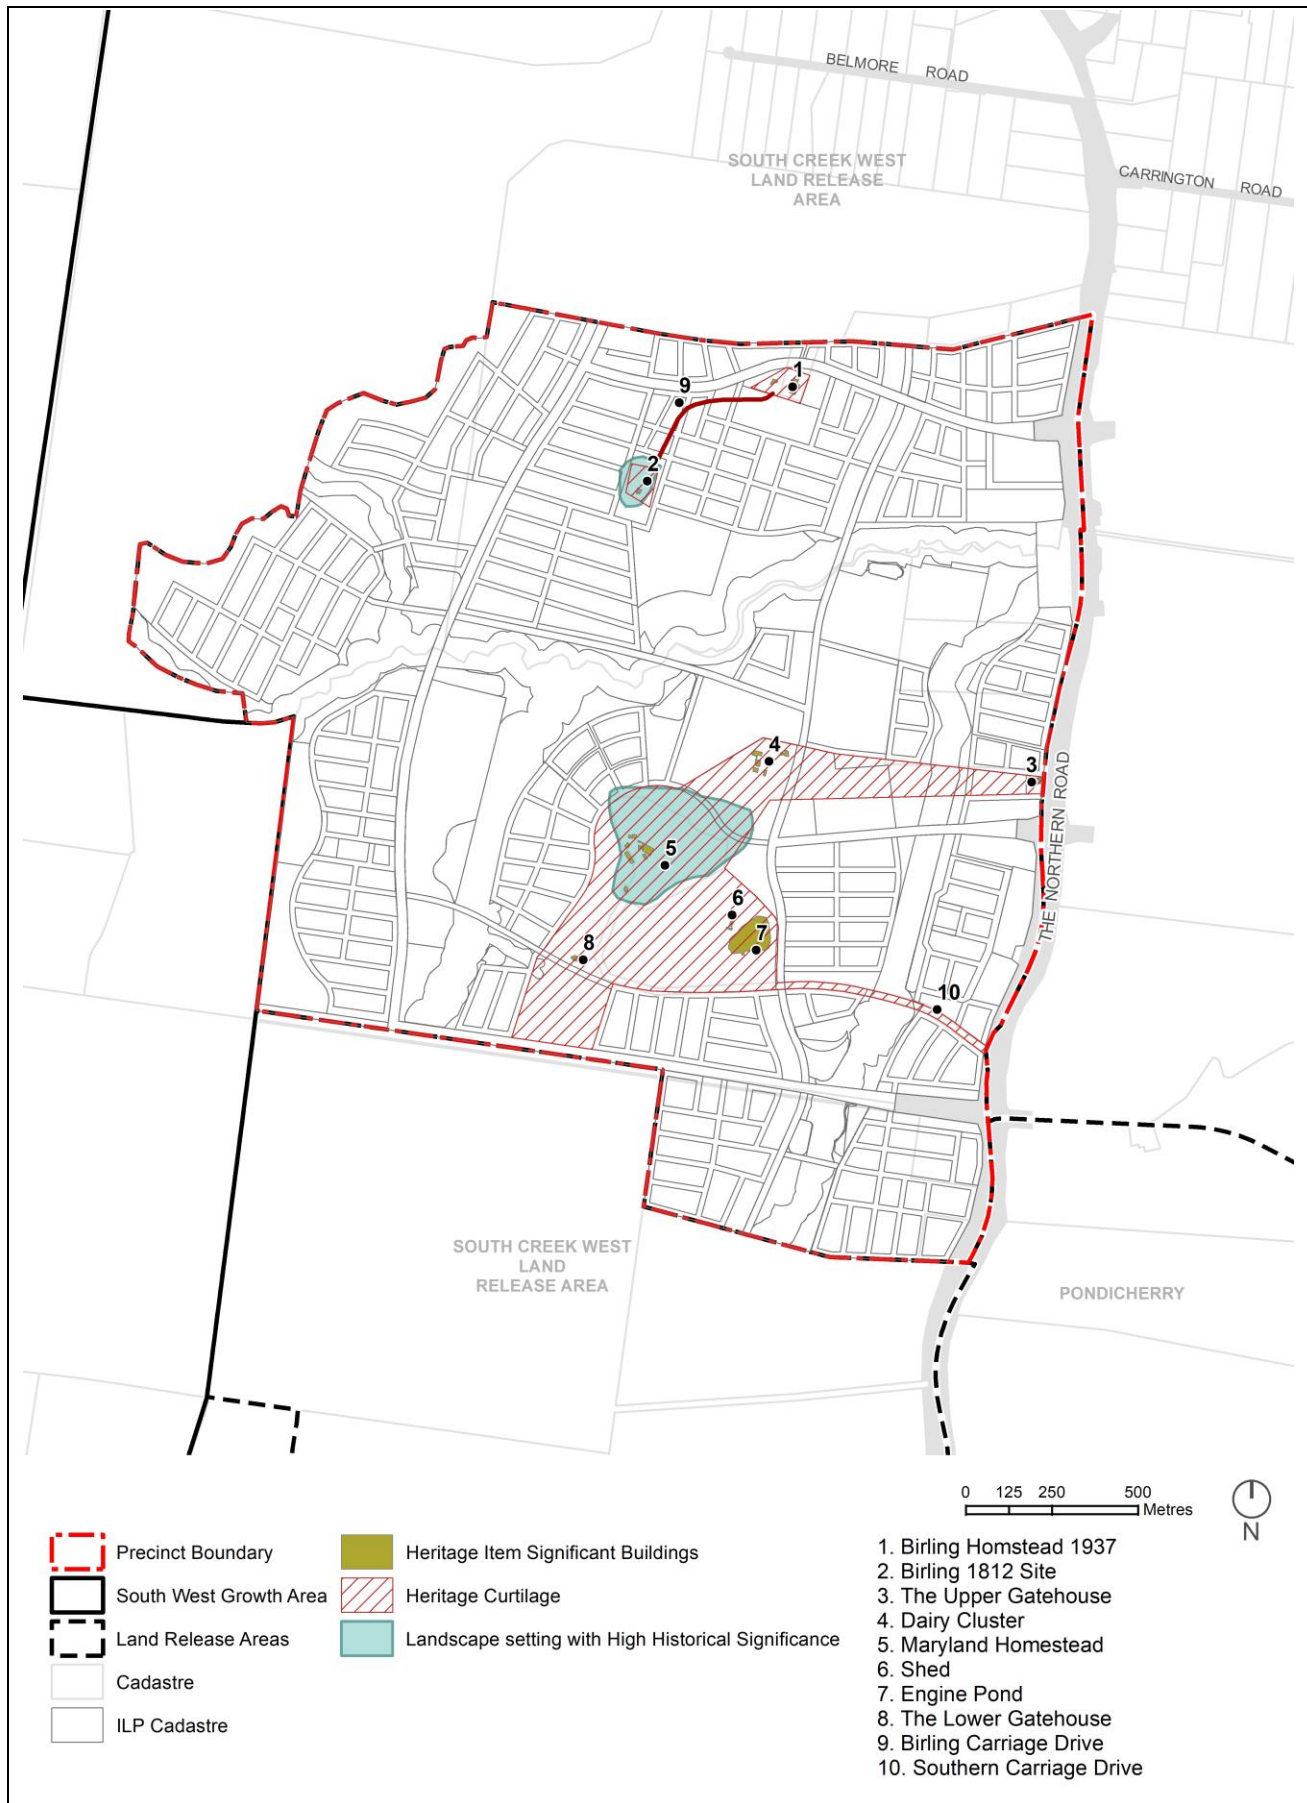 BELMORE ROAD
SOUTH CREEK WEST
LAND RELEASE
AREA
CARRINGTON ROAD
1
9
2
3
4
5
6
7
8
10
THE NORTHERN ROAD
SOUTH CREEK WEST
LAND
RELEASE AREA
PONDICHERRY
0 125 250 500
Metres
N
Precinct Boundary
South West Growth Area
Land Release Areas
Cadastre
ILP Cadastre
Heritage Item Significant Buildings
Heritage Curtilage
Landscape setting with High Historical Significance
1. Birling Homstead 1937
2. Birling 1812 Site
3. The Upper Gatehouse
4. Dairy Cluster
5. Maryland Homestead
6. Shed
7. Engine Pond
8. The Lower Gatehouse
9. Birling Carriage Drive
10. Southern Carriage Drive